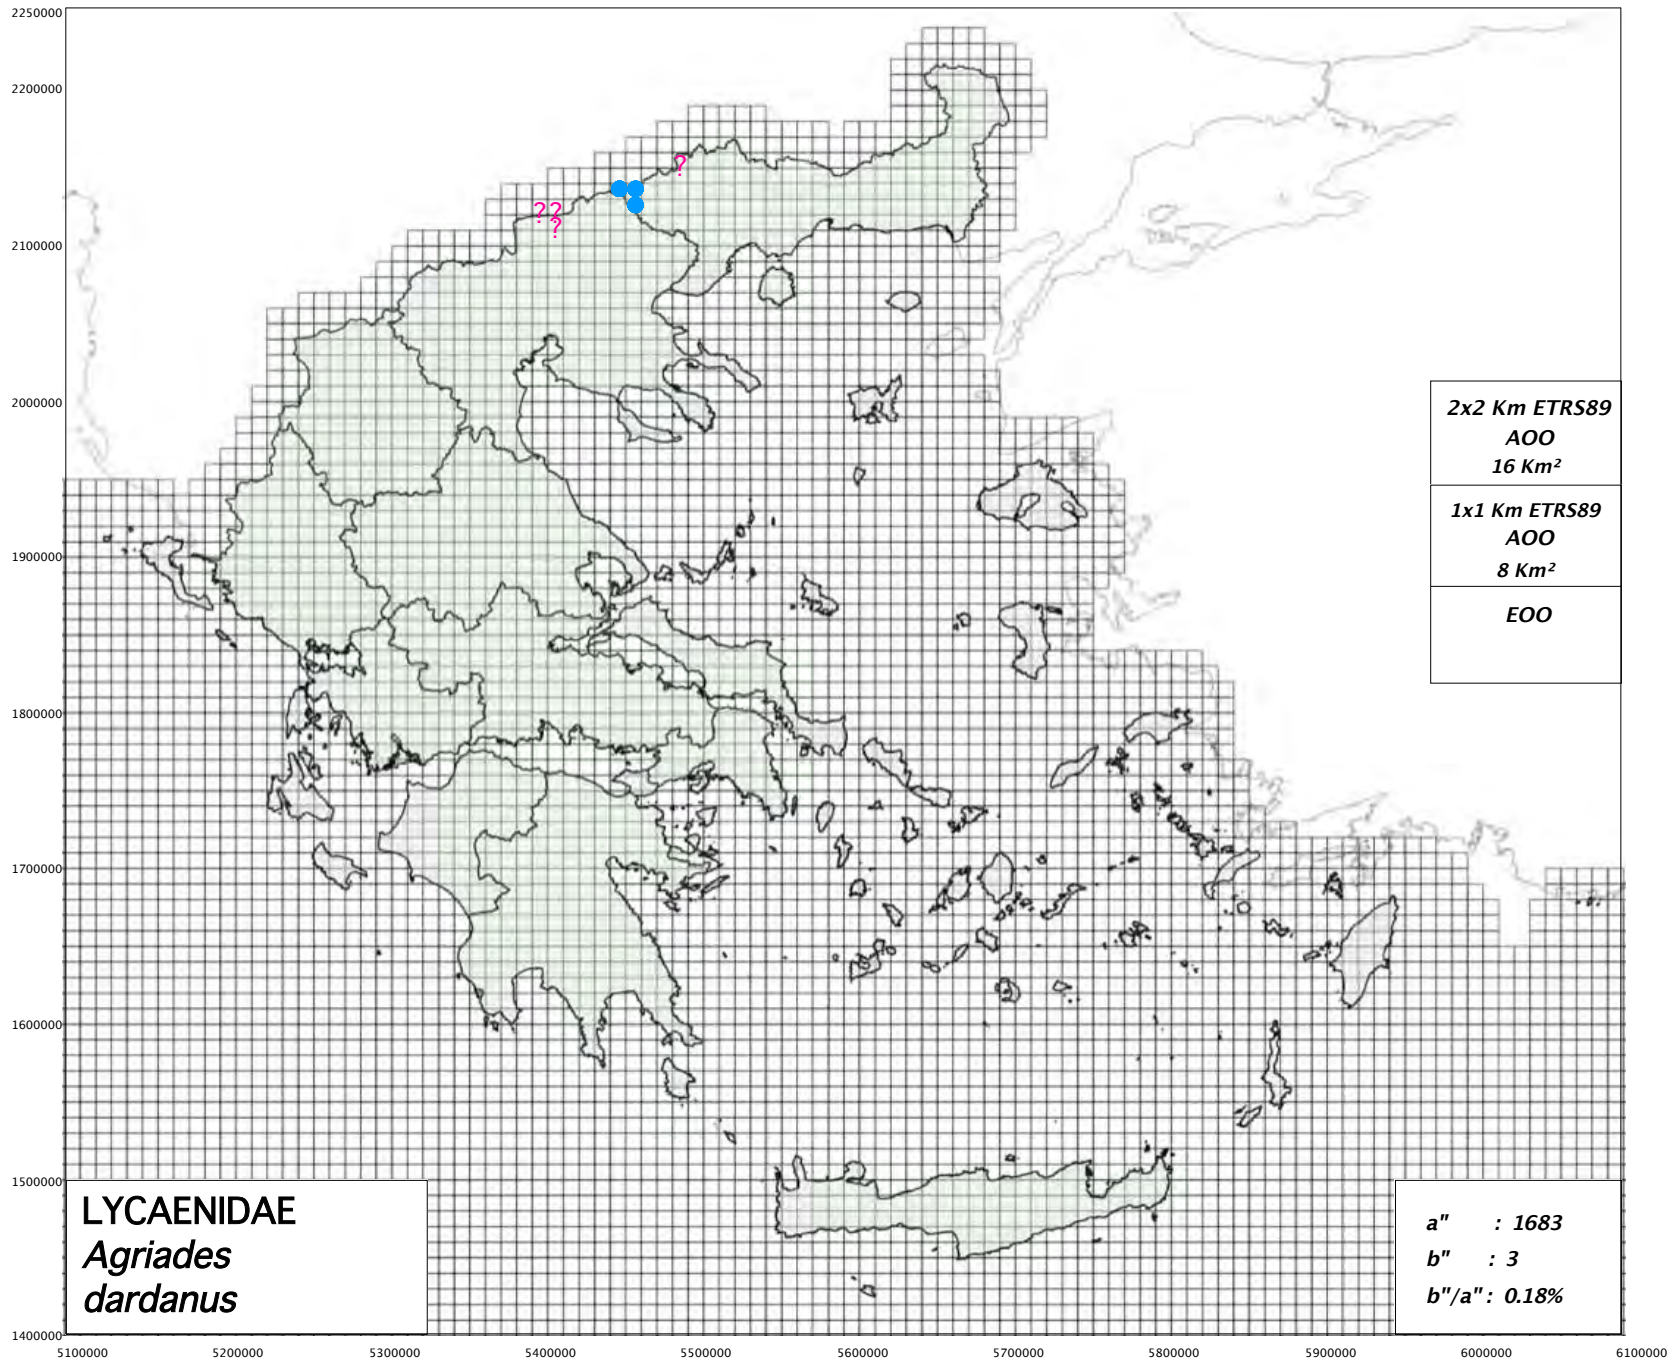 2250000
2200000
2100000
2000000
1900000
1800000
1700000
1600000
1500000
1400000
?
? ?
?
2x2 Km ETRS89
AOO
16 Km²
1x1 Km ETRS89
AOO
8 Km²
EOO
LYCAENIDAE
Agriades
dardanus
a" : 1683
b" : 3
b"/a" : 0.18%
5100000 5200000 5300000 5400000 5500000 5600000 5700000 5800000 5900000 6000000 6100000